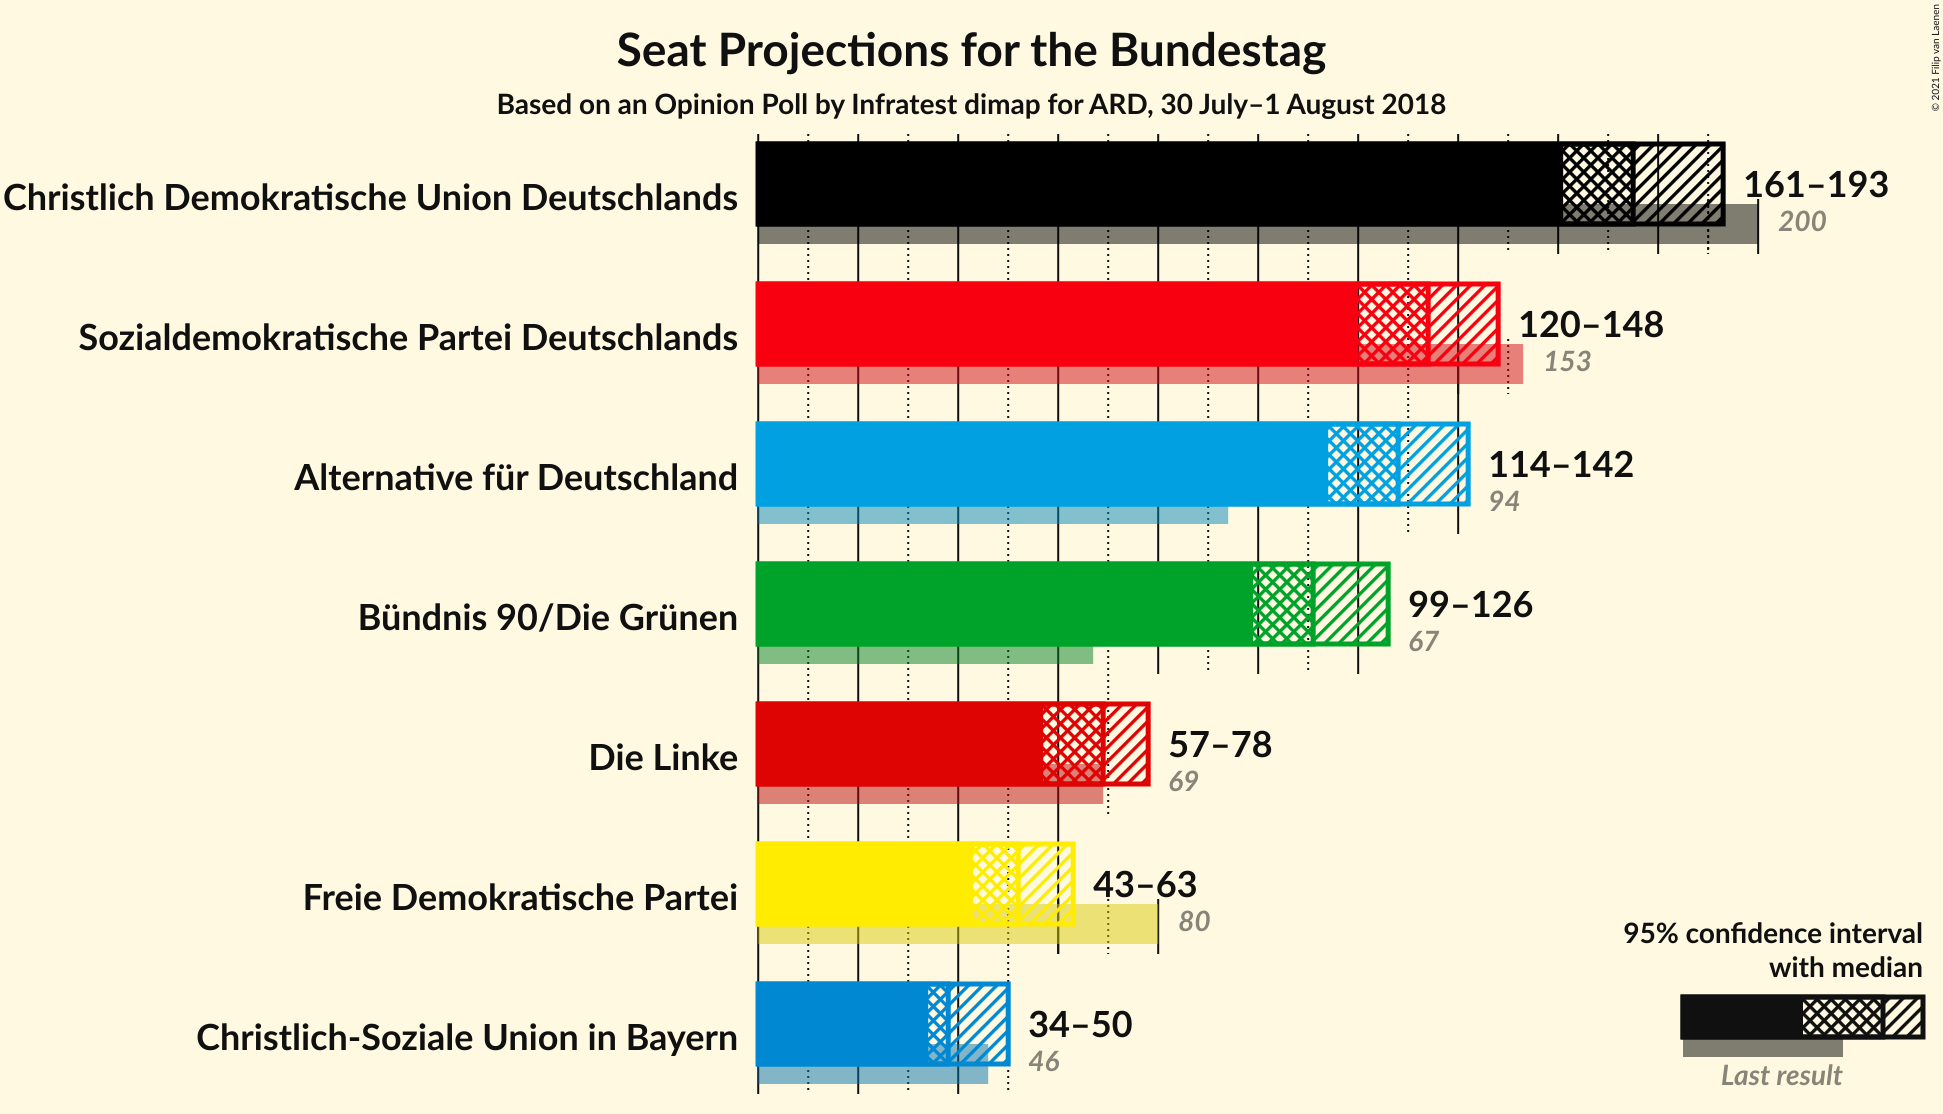 Seat Projections for the Bundestag
Based on an Opinion Poll by Infratest dimap for ARD, 30 July–1 August 2018
© 2021 Filip van Laenen
Christlich Demokratische Union Deutschlands
161–193
200
Sozialdemokratische Partei Deutschlands
120–148
153
Alternative für Deutschland
114–142
94
Bündnis 90/Die Grünen
99–126
67
Die Linke
57–78
69
Freie Demokratische Partei
43–63
80
Christlich-Soziale Union in Bayern
34–50
46
95% confidence interval
with median
Last result